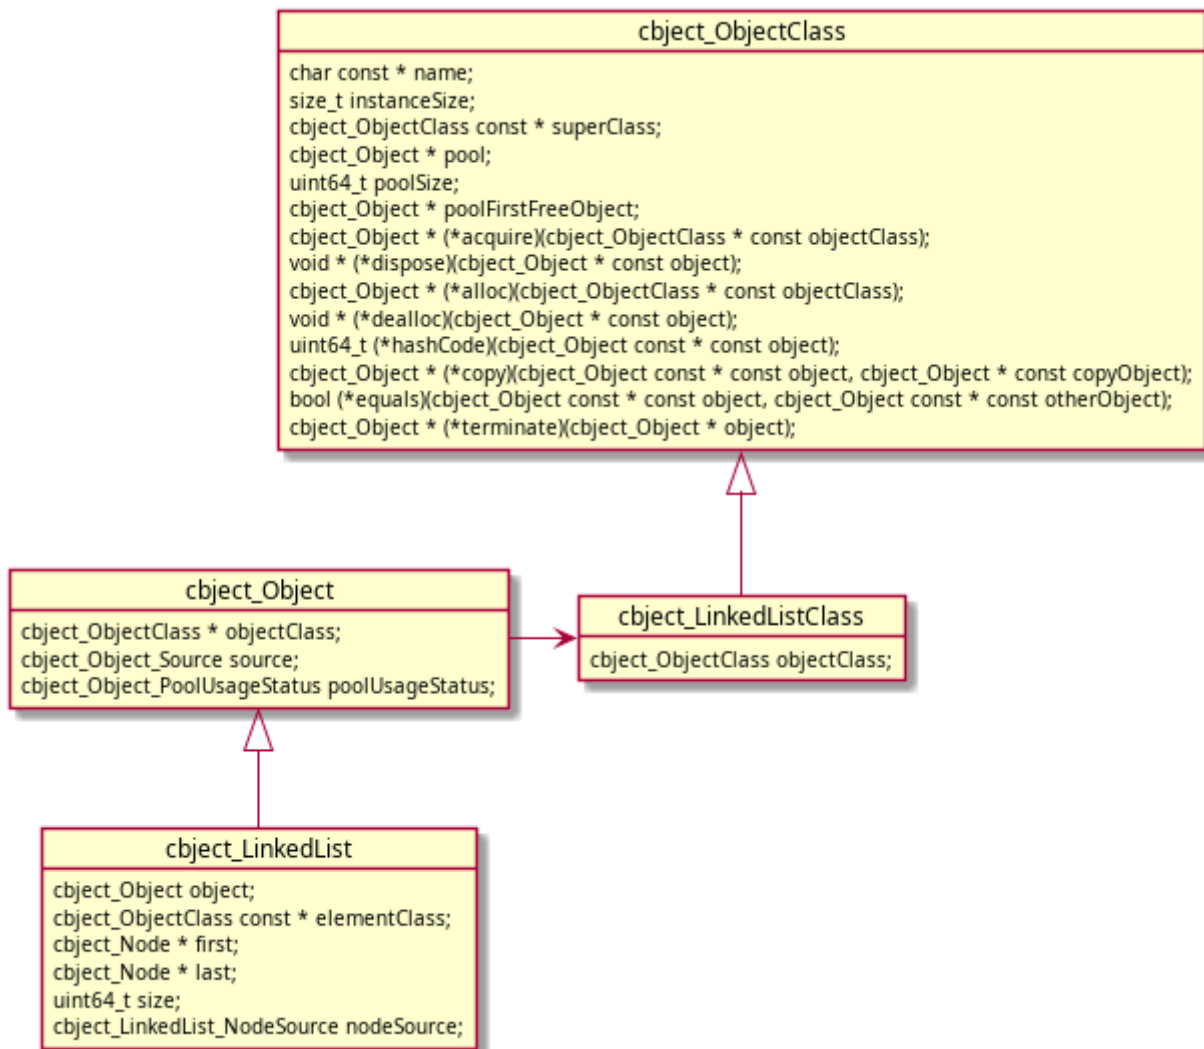 cbject_ObjectClass
char const * name;
size_t instanceSize;
cbject_ObjectClass const * superClass;
cbject_Object * pool;
uint64_t poolSize;
cbject_Object * poolFirstFreeObject;
cbject_Object * (*acquire)(cbject_ObjectClass * const objectClass);
void * (*dispose)(cbject_Object * const object);
cbject_Object * (*alloc)(cbject_ObjectClass * const objectClass);
void * (*dealloc)(cbject_Object * const object);
uint64_t (*hashCode)(cbject_Object const * const object);
cbject_Object * (*copy)(cbject_Object const * const object, cbject_Object * const copyObject);
bool (*equals)(cbject_Object const * const object, cbject_Object const * const otherObject);
cbject_Object * (*terminate)(cbject_Object * object);
cbject_Object
cbject_ObjectClass * objectClass;
cbject_Object_Source source;
cbject_Object_PoolUsageStatus poolUsageStatus;
cbject_LinkedListClass
cbject_ObjectClass objectClass;
cbject_LinkedList
cbject_Object object;
cbject_ObjectClass const * elementClass;
cbject_Node * first;
cbject_Node * last;
uint64_t size;
cbject_LinkedList_NodeSource nodeSource;